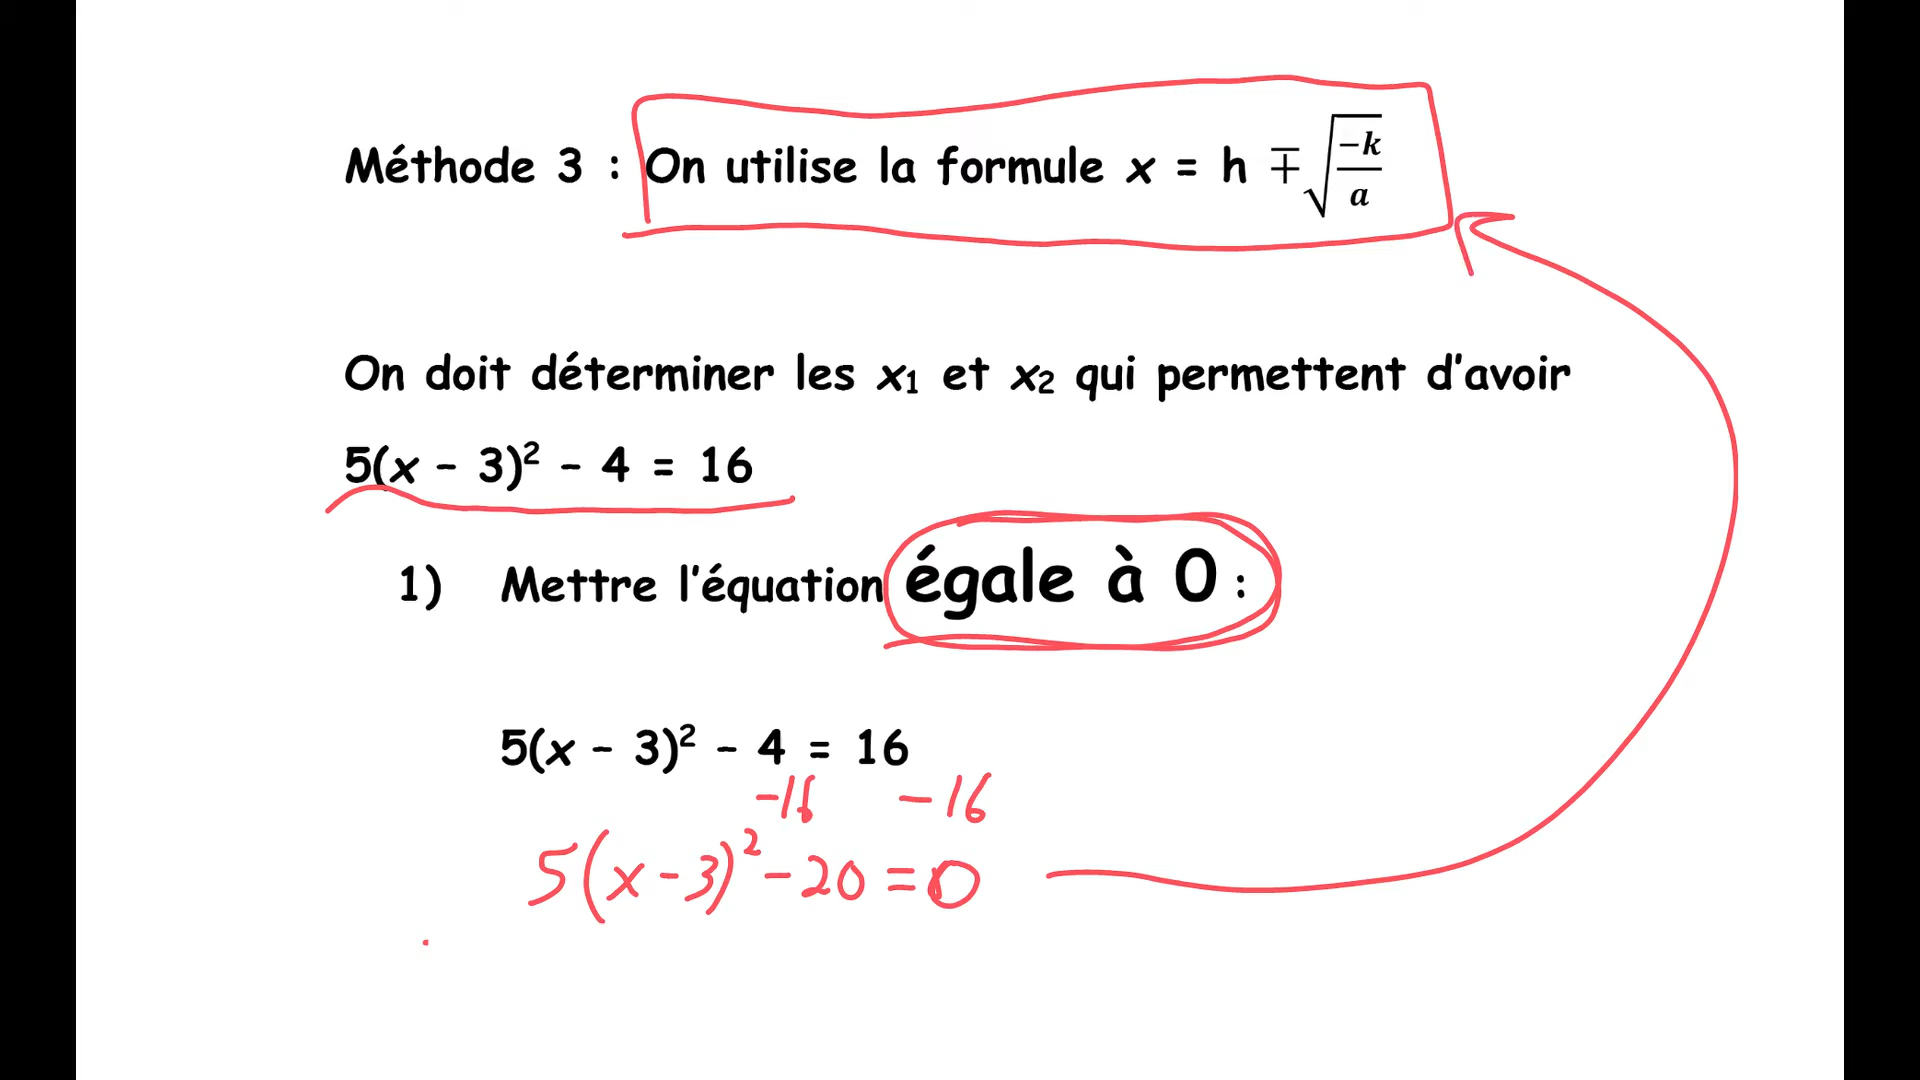 Méthode 3 : On utilise la formule x = h ∓ √(-k/a)
On doit déterminer les x₁ et x₂ qui permettent d'avoir
5(x - 3)² - 4 = 16
1) Mettre l'équation égale à 0 :
5(x - 3)² - 4 = 16
-16 -16
5(x-3)²-20=0